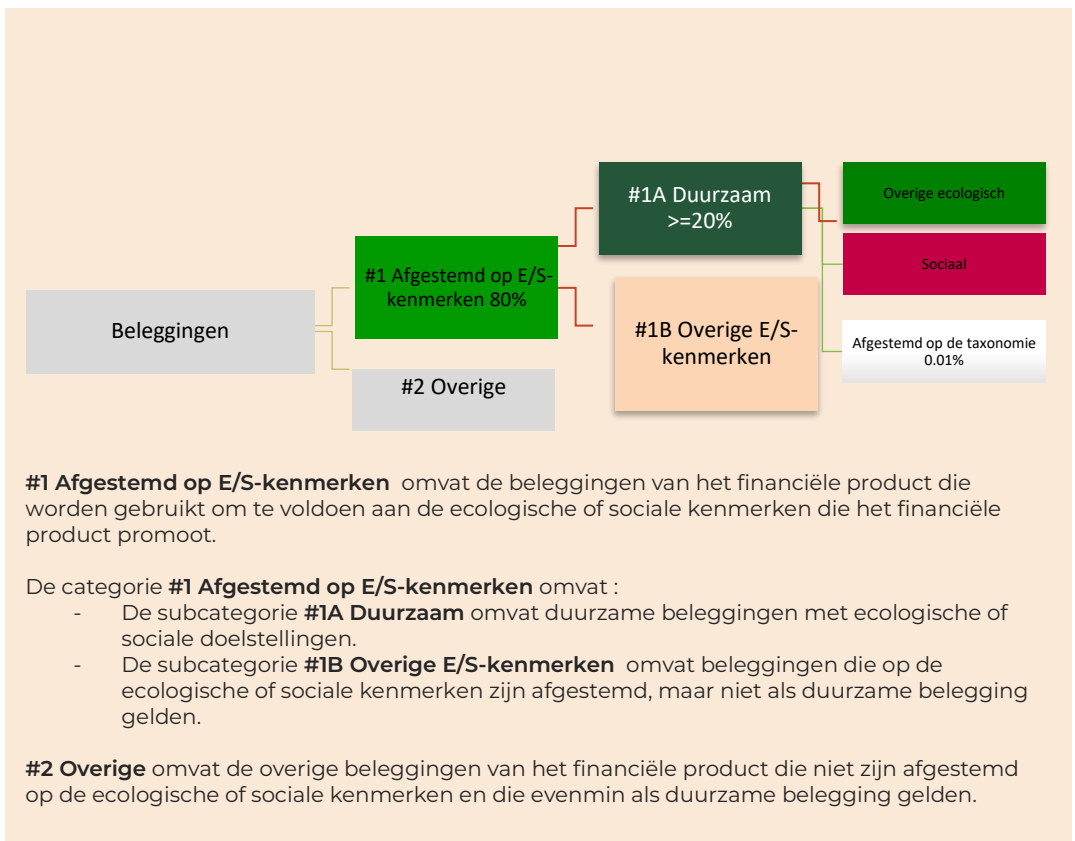 #1A Duurzaam
>=20%
Overige ecologisch
#1 Afgestemd op E/S-
kenmerken 80%
Sociaal
Beleggingen
#1B Overige E/S-
kenmerken
Afgestemd op de taxonomie
0.01%
#2 Overige
#1 Afgestemd op E/S-kenmerken omvat de beleggingen van het financiële product die
worden gebruikt om te voldoen aan de ecologische of sociale kenmerken die het financiële
product promoot.
De categorie #1 Afgestemd op E/S-kenmerken omvat :
- De subcategorie #1A Duurzaam omvat duurzame beleggingen met ecologische of
sociale doelstellingen.
- De subcategorie #1B Overige E/S-kenmerken omvat beleggingen die op de
ecologische of sociale kenmerken zijn afgestemd, maar niet als duurzame belegging
gelden.
#2 Overige omvat de overige beleggingen van het financiële product die niet zijn afgestemd
op de ecologische of sociale kenmerken en die evenmin als duurzame belegging gelden.